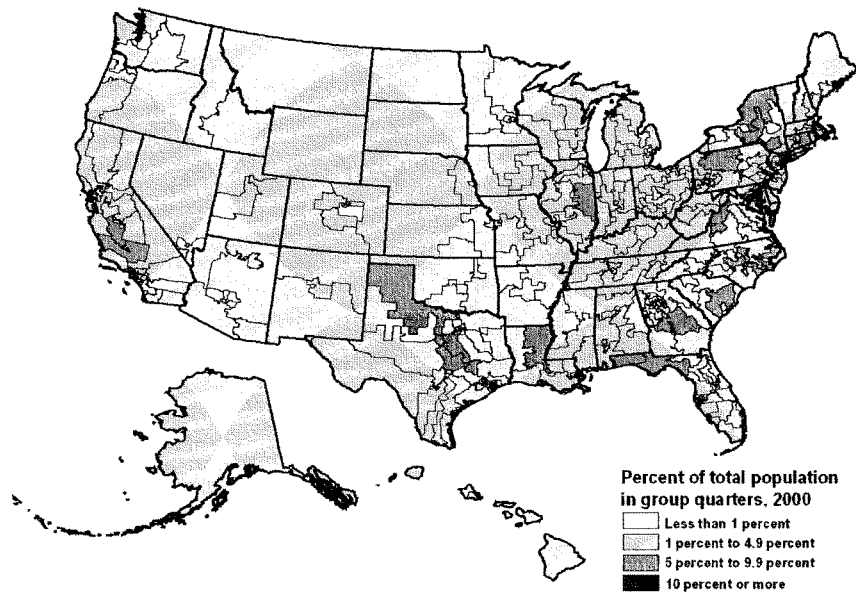 Percent of total population
in group quarters, 2000
Less than 1 percent
1 percent to 4.9 percent
5 percent to 9.9 percent
10 percent or more